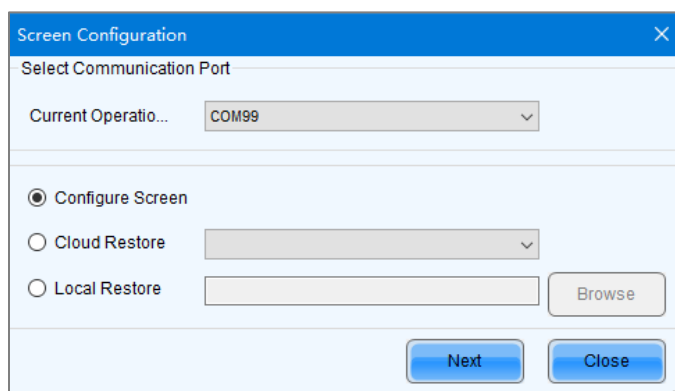 Screen Configuration
Select Communication Port
Current Operatio... COM99
Configure Screen
Cloud Restore
Local Restore Browse
Next Close